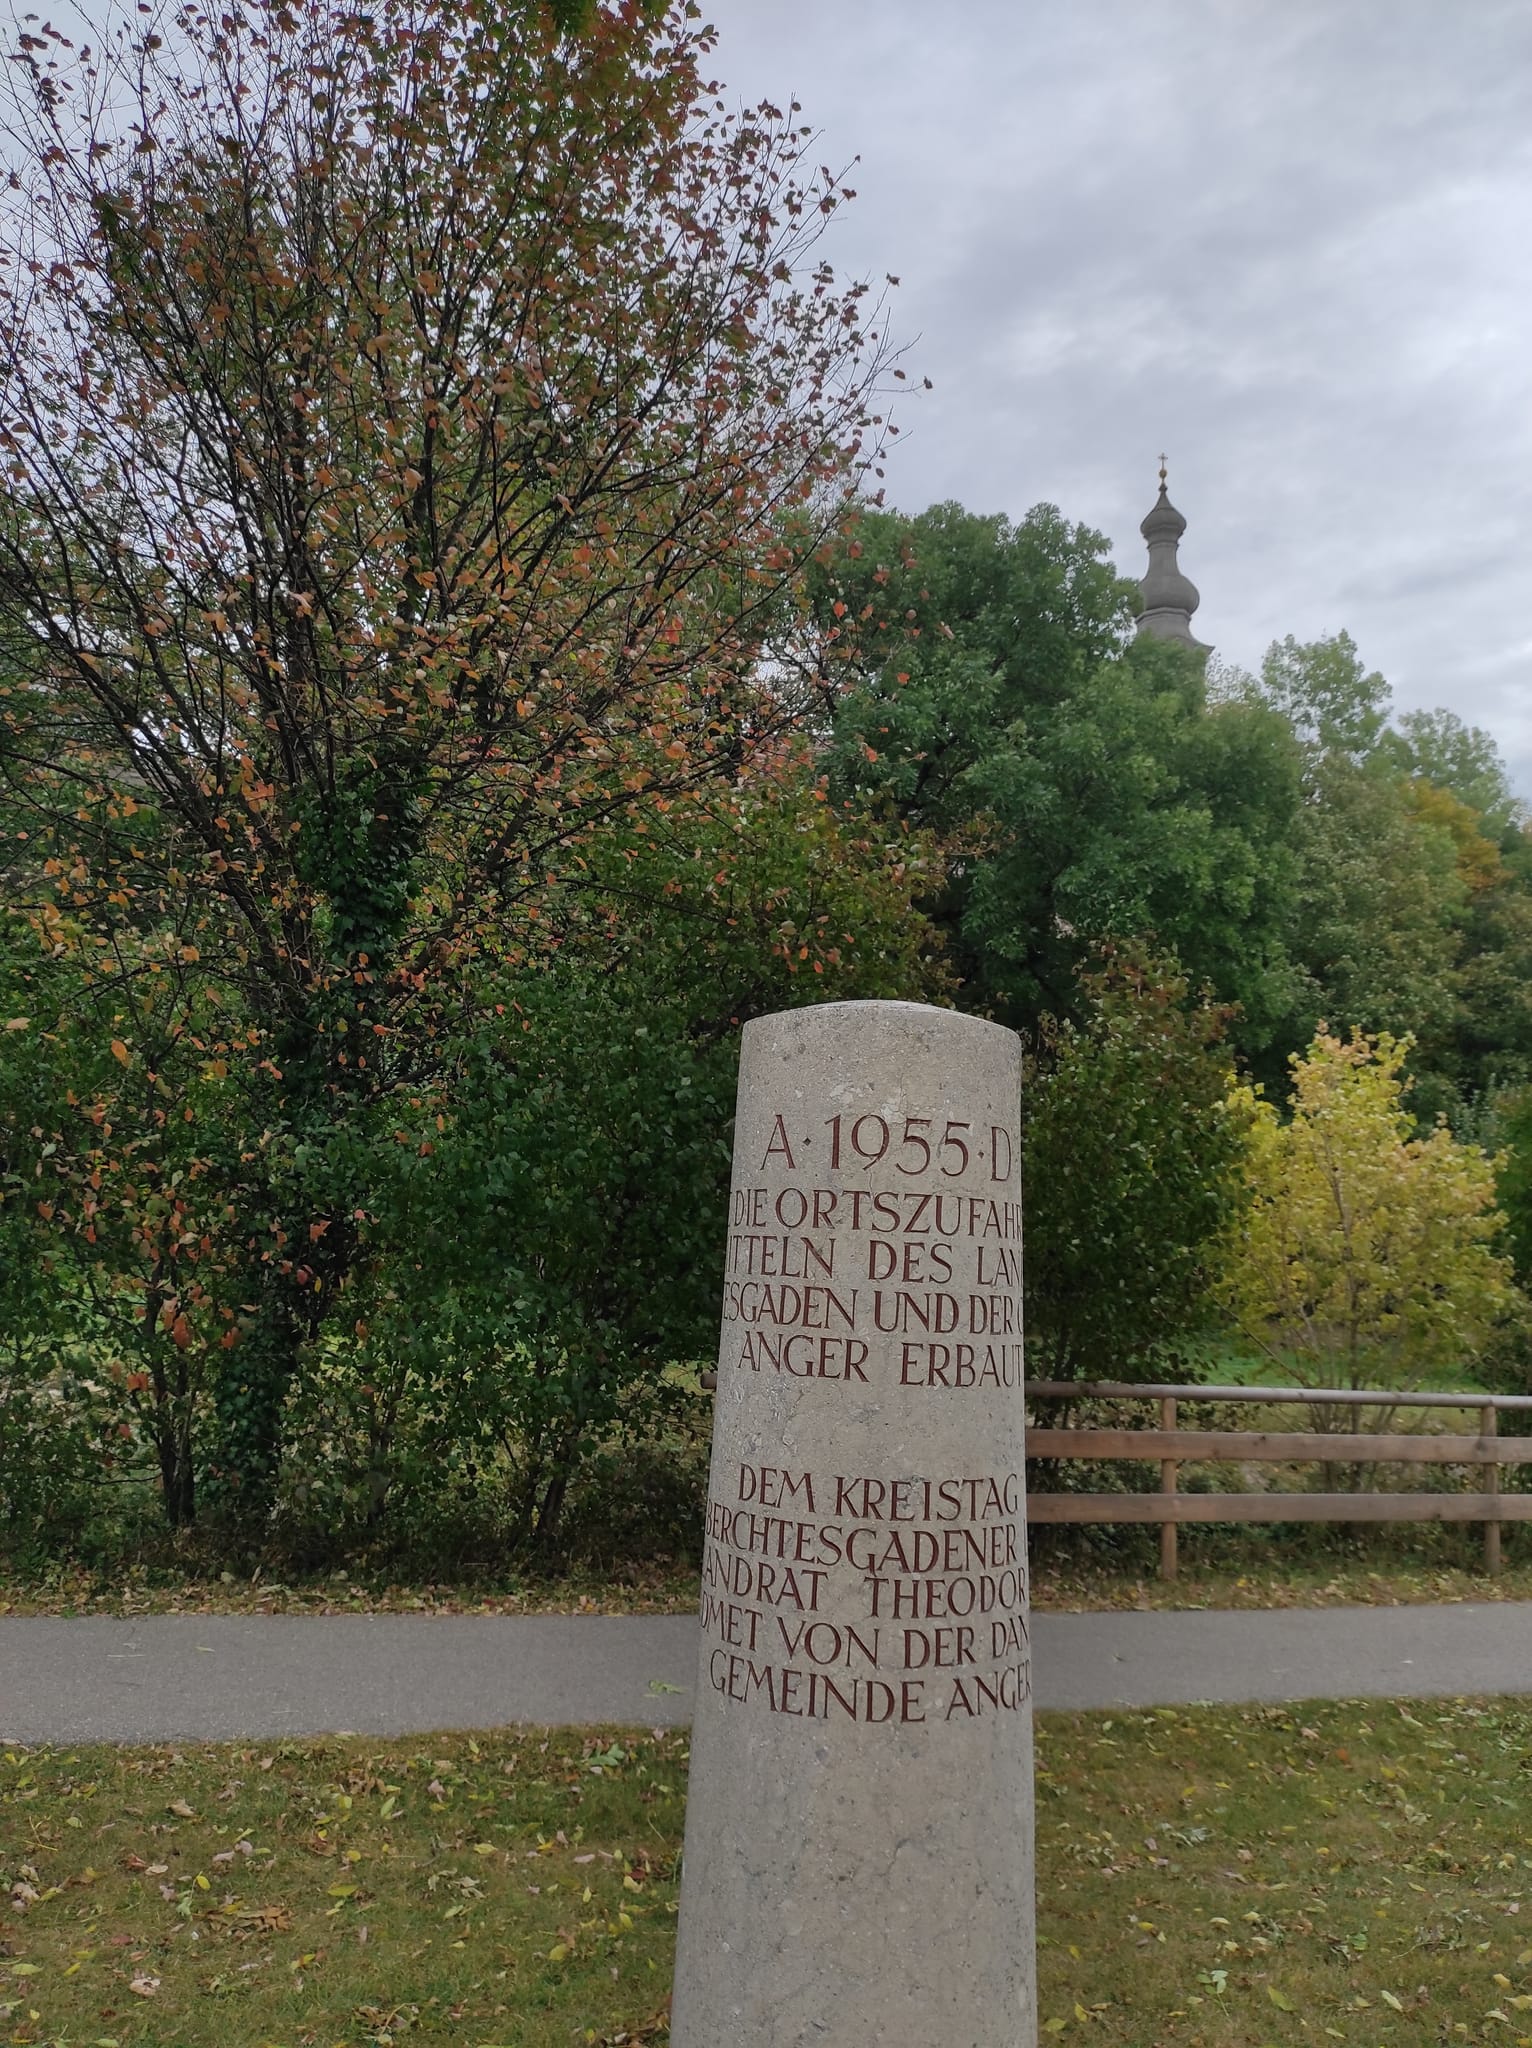 A·1955·D
DIE ORTSZUFAHR
TTELN DES LAN
ESGADEN UND DER
ANGER ERBAUT
DEM KREISTAG
BERCHTESGADENER
ANDRAT THEODOR
OMET VON DER DAN
GEMEINDE ANGER